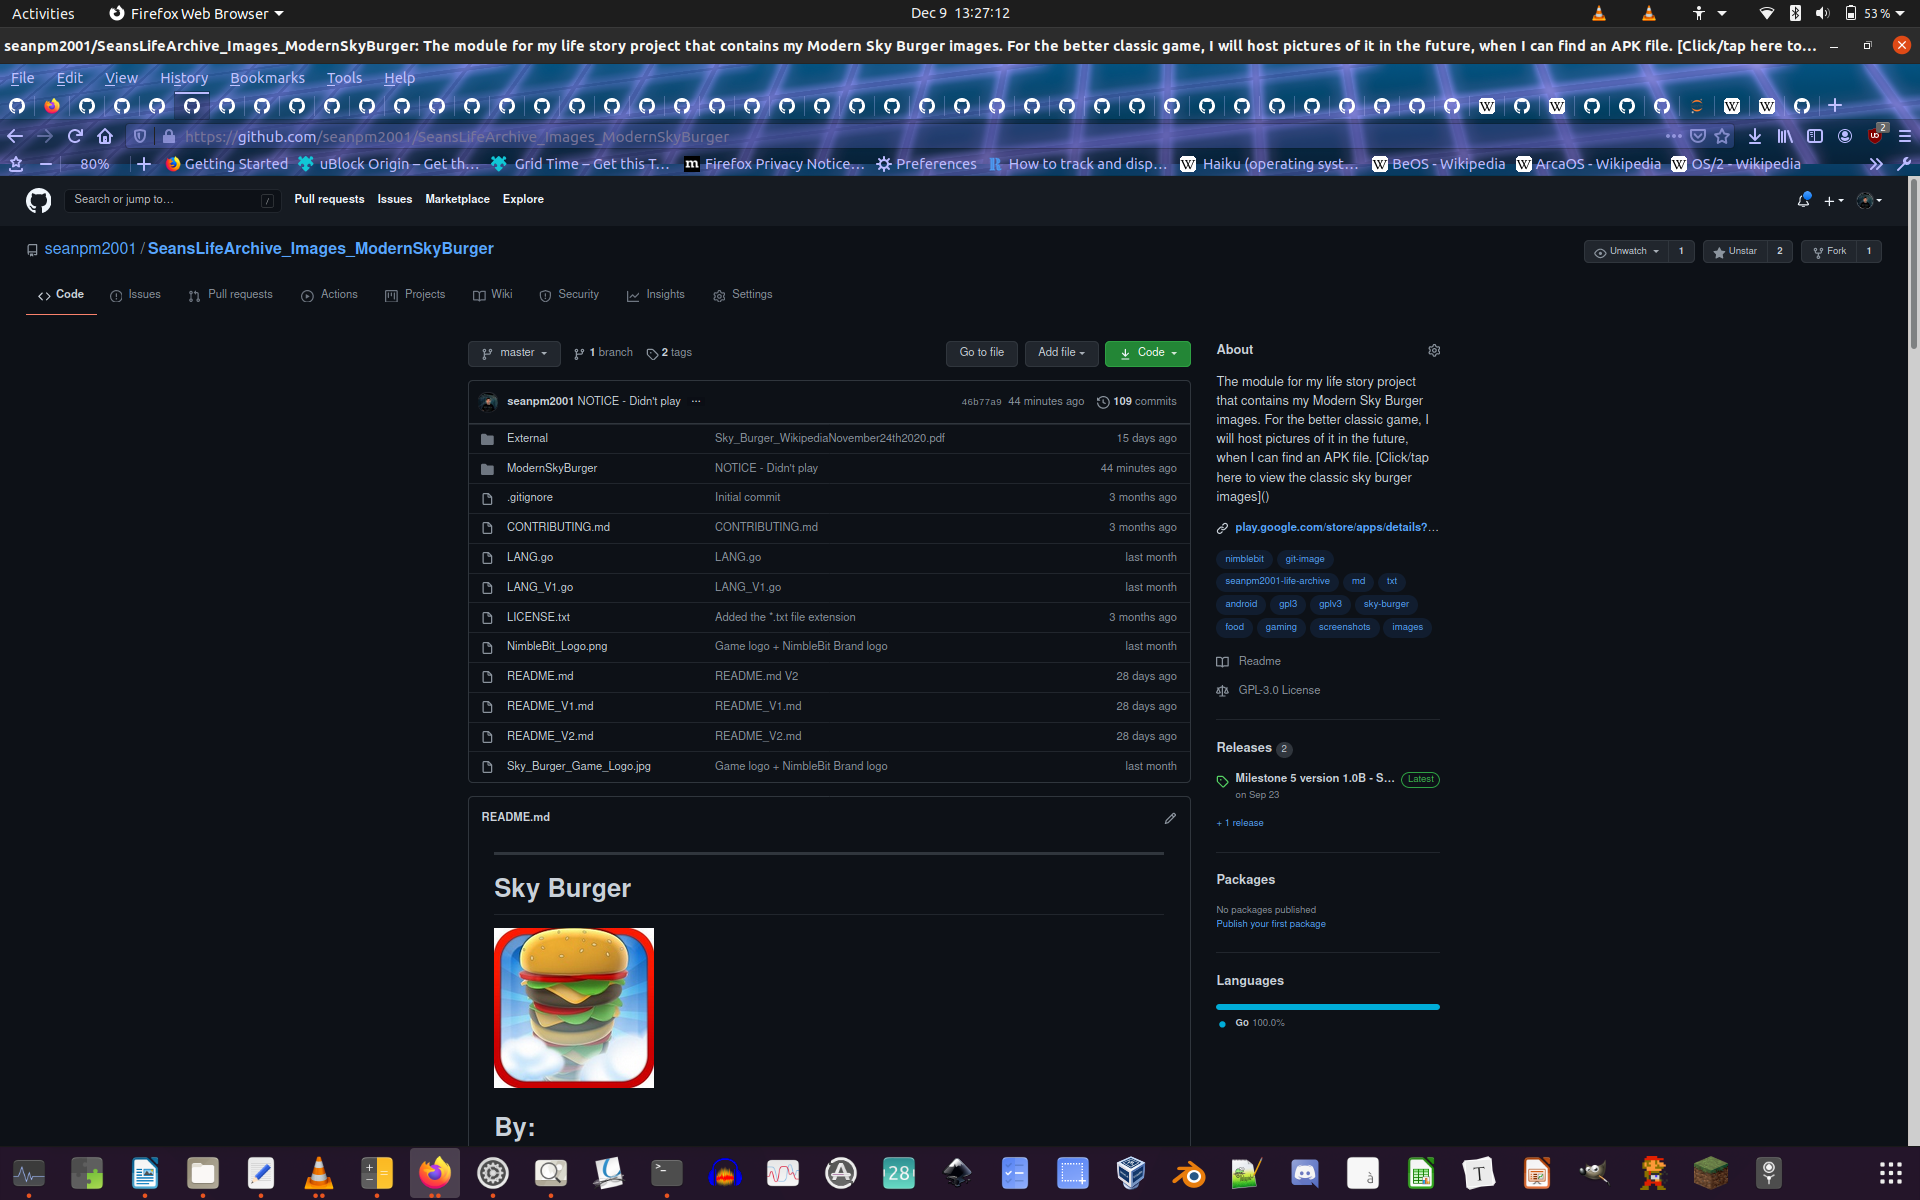 Activities Firefox Web Browser Dec 9 13:27:12 53 %
seanpm2001/SeansLifeArchive_Images_ModernSkyBurger: The module for my life story project that contains my Modern Sky Burger images. For the better classic game, I will host pictures of it in the future, when I can find an APK file. [Click/tap here to…
File Edit View History Bookmarks Tools Help
https://github.com/seanpm2001/SeansLifeArchive_Images_ModernSkyBurger 2
80% Getting Started uBlock Origin – Get th… Grid Time – Get this T… Firefox Privacy Notice… Preferences How to track and disp… Haiku (operating syst… BeOS - Wikipedia ArcaOS - Wikipedia OS/2 - Wikipedia
Search or jump to… / Pull requests Issues Marketplace Explore
seanpm2001 / SeansLifeArchive_Images_ModernSkyBurger Unwatch 1 Unstar 2 Fork 1
Code Issues Pull requests Actions Projects Wiki Security Insights Settings
master 1 branch 2 tags Go to file Add file Code
seanpm2001 NOTICE - Didn't play ... 46b77a9 44 minutes ago 109 commits
External Sky_Burger_WikipediaNovember24th2020.pdf 15 days ago
ModernSkyBurger NOTICE - Didn't play 44 minutes ago
.gitignore Initial commit 3 months ago
CONTRIBUTING.md CONTRIBUTING.md 3 months ago
LANG.go LANG.go last month
LANG_V1.go LANG_V1.go last month
LICENSE.txt Added the *.txt file extension 3 months ago
NimbleBit_Logo.png Game logo + NimbleBit Brand logo last month
README.md README.md V2 28 days ago
README_V1.md README_V1.md 28 days ago
README_V2.md README_V2.md 28 days ago
Sky_Burger_Game_Logo.jpg Game logo + NimbleBit Brand logo last month
README.md
Sky Burger
By:
About
The module for my life story project
that contains my Modern Sky Burger
images. For the better classic game, I
will host pictures of it in the future,
when I can find an APK file. [Click/tap
here to view the classic sky burger
images]()
play.google.com/store/apps/details?…
nimblebit git-image
seanpm2001-life-archive md txt
android gpl3 gplv3 sky-burger
food gaming screenshots images
Readme
GPL-3.0 License
Releases 2
Milestone 5 version 1.0B - S… Latest
on Sep 23
+ 1 release
Packages
No packages published
Publish your first package
Languages
Go 100.0%
28